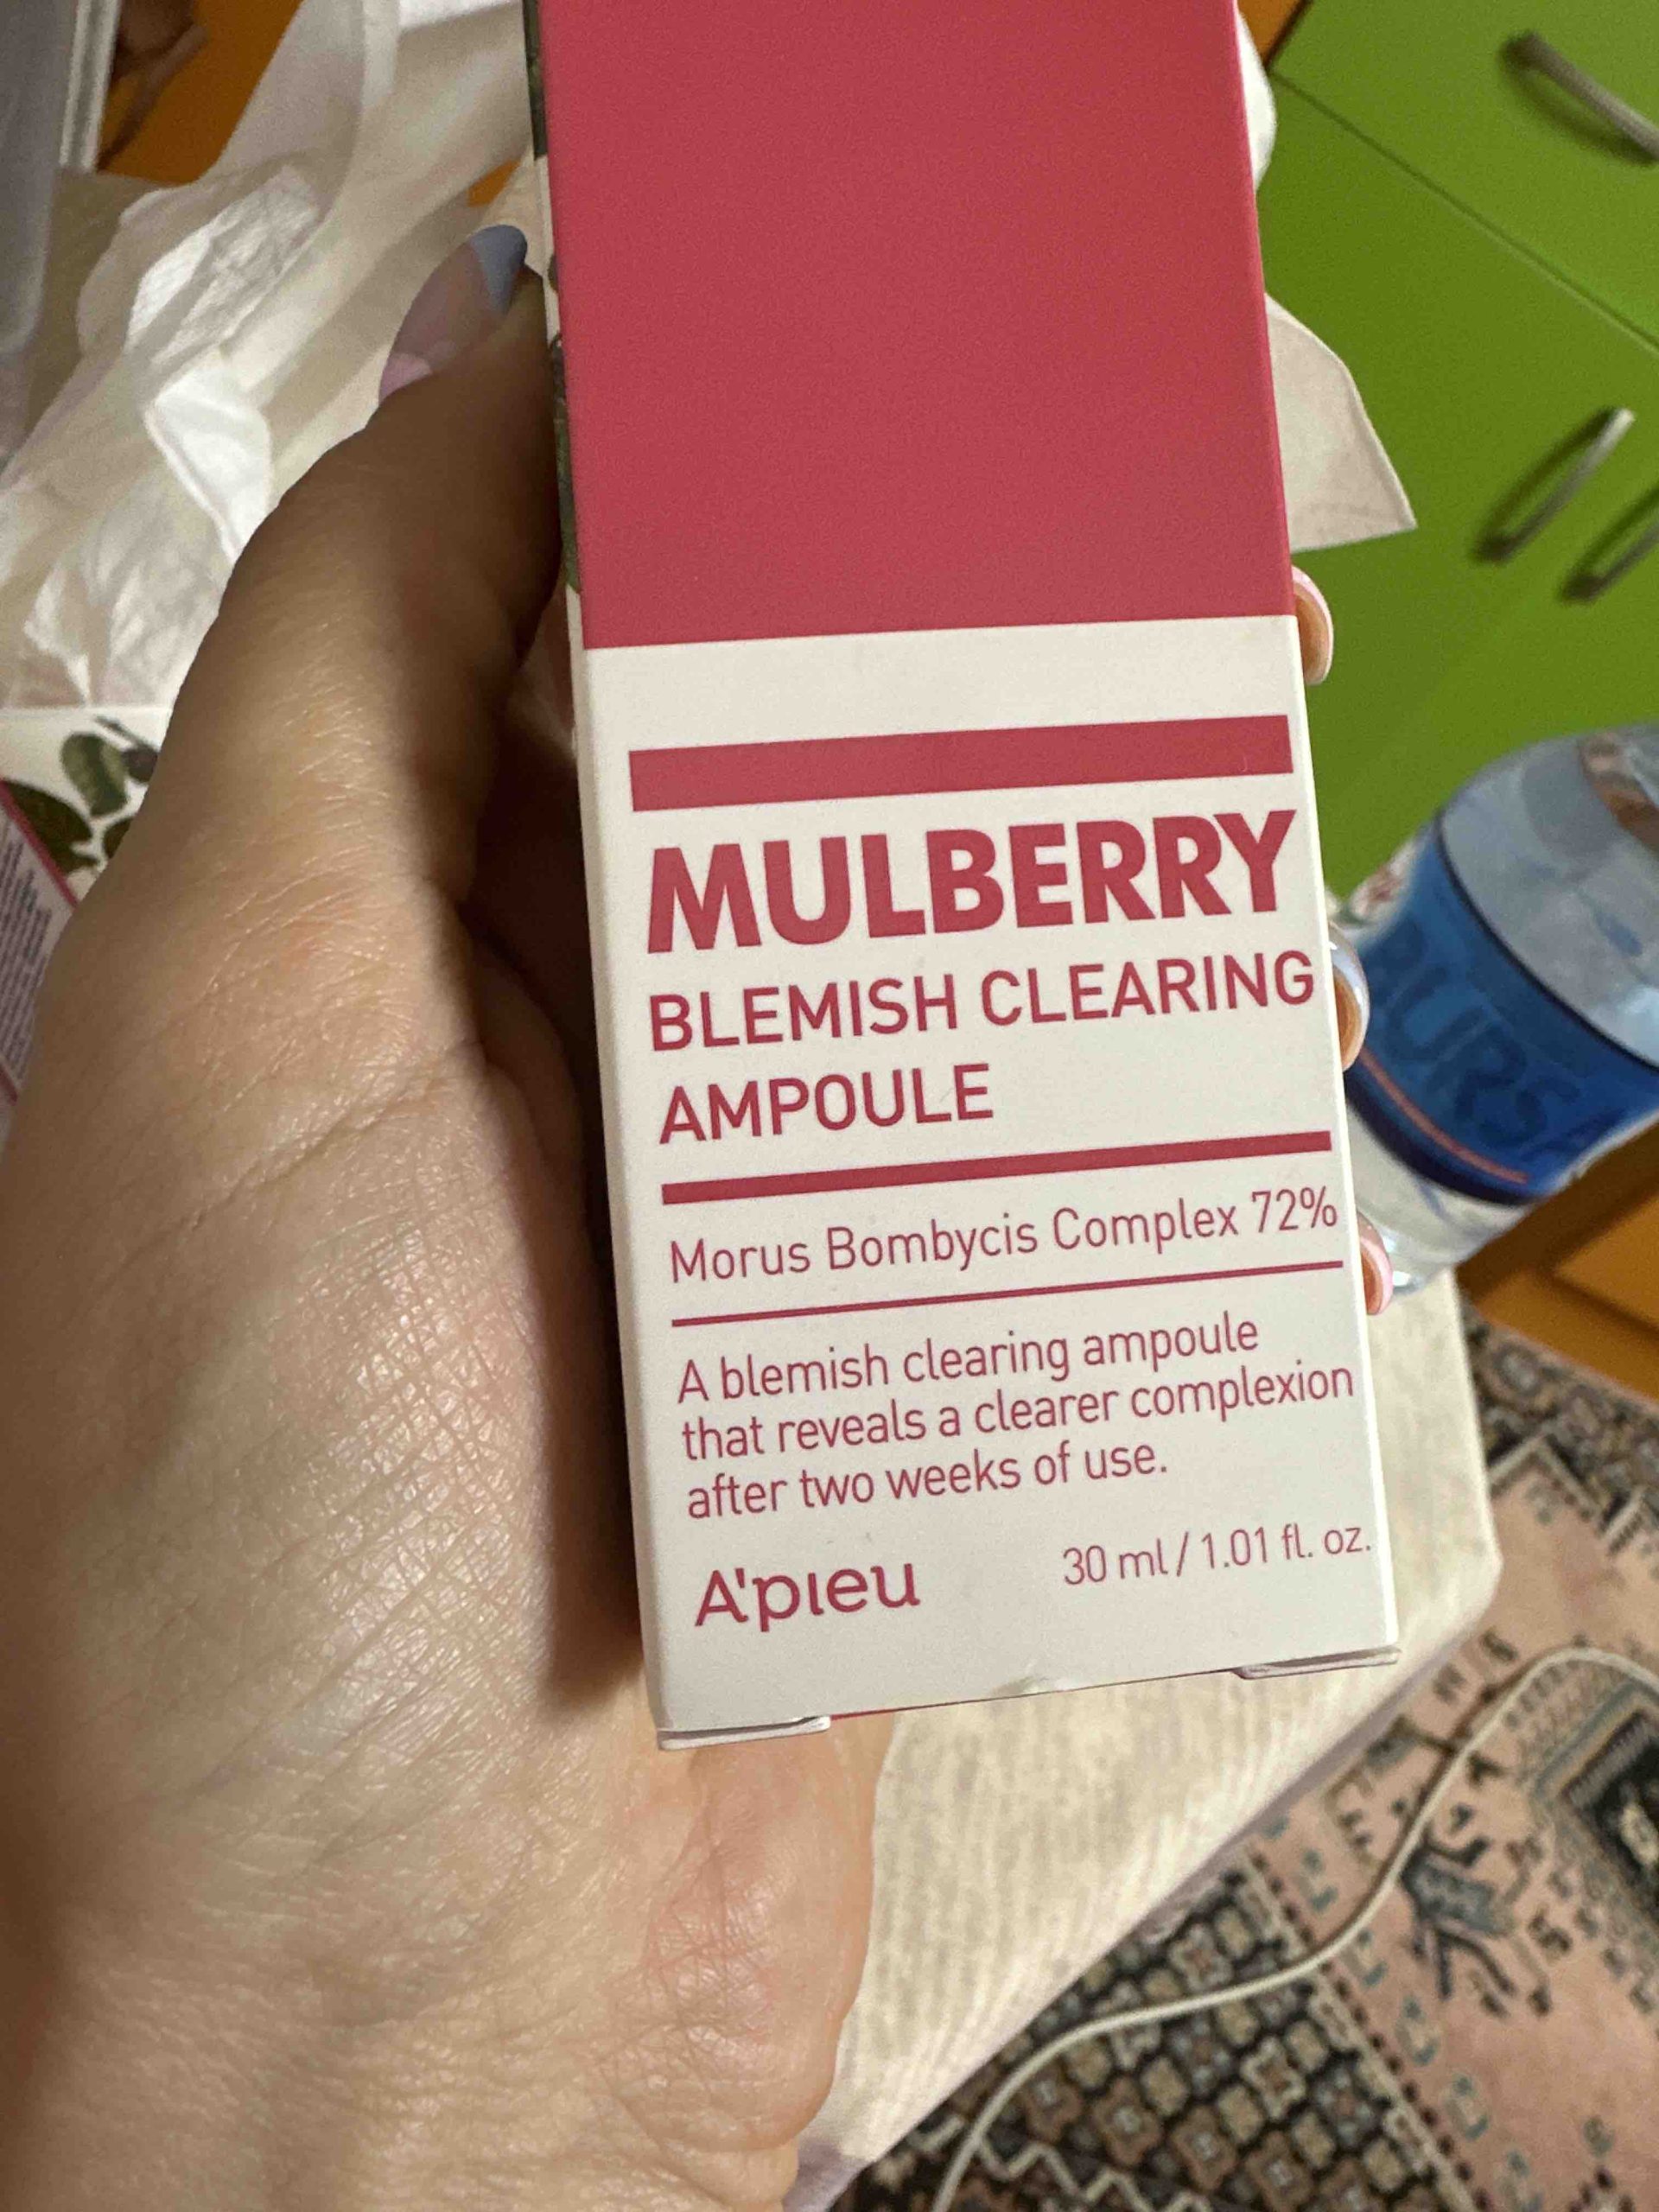 MULBERRY
BLEMISH CLEARING
AMPOULE
Morus Bombycis Complex 72%
A blemish clearing ampoule
that reveals a clearer complexion
after two weeks of use.
A'pieu
30 ml / 1.01 fl. oz.
BURSA